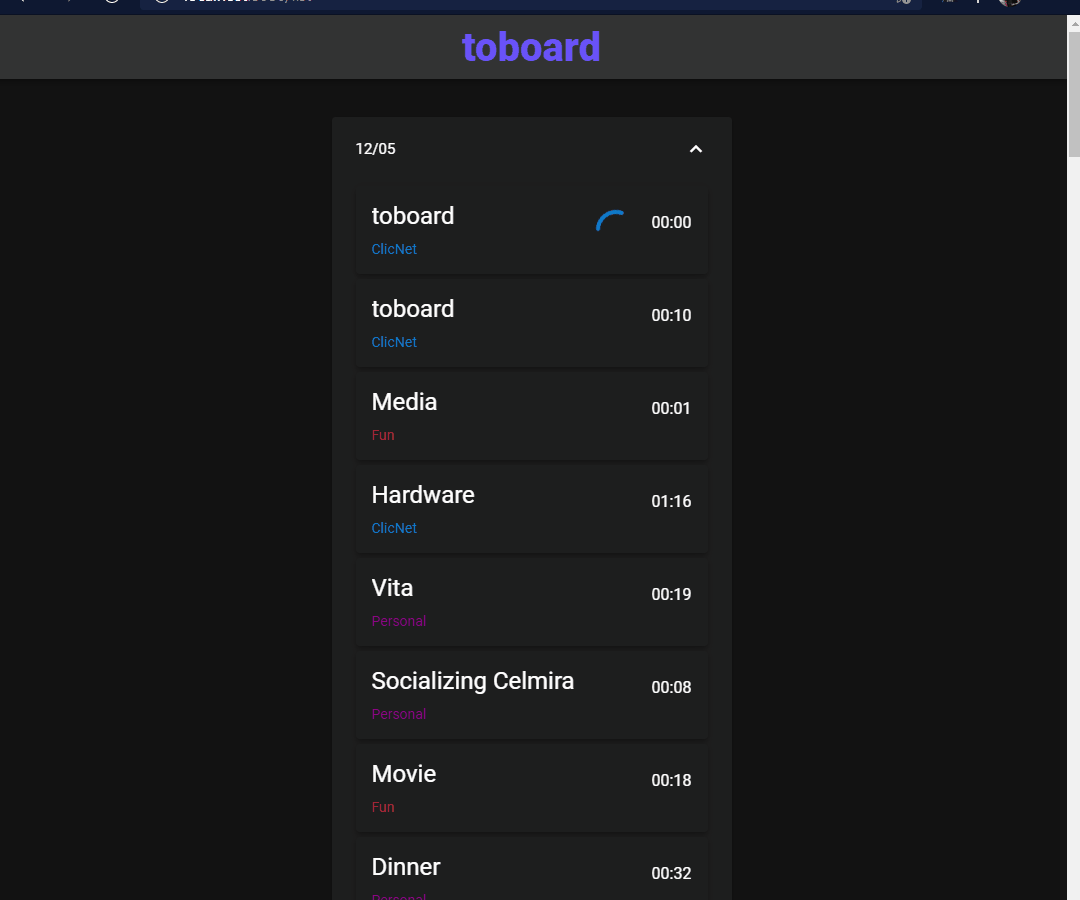 toboard
12/05
toboard
00:00
ClicNet
toboard
00:10
ClicNet
Media
00:01
Fun
Hardware
01:16
ClicNet
Vita
00:19
Personal
Socializing Celmira
00:08
Personal
Movie
00:18
Fun
Dinner
00:32
Personal